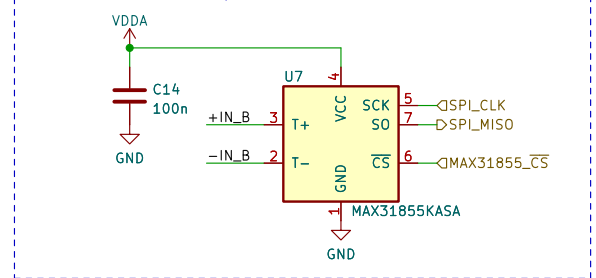 VDDA
C14
100n
GND
U7
4
VCC
+IN_B
3
T+
-IN_B
2
T-
SCK
5
SPI_CLK
SO
7
SPI_MISO
CS
6
MAX31855_CS
GND
1
MAX31855KASA
GND